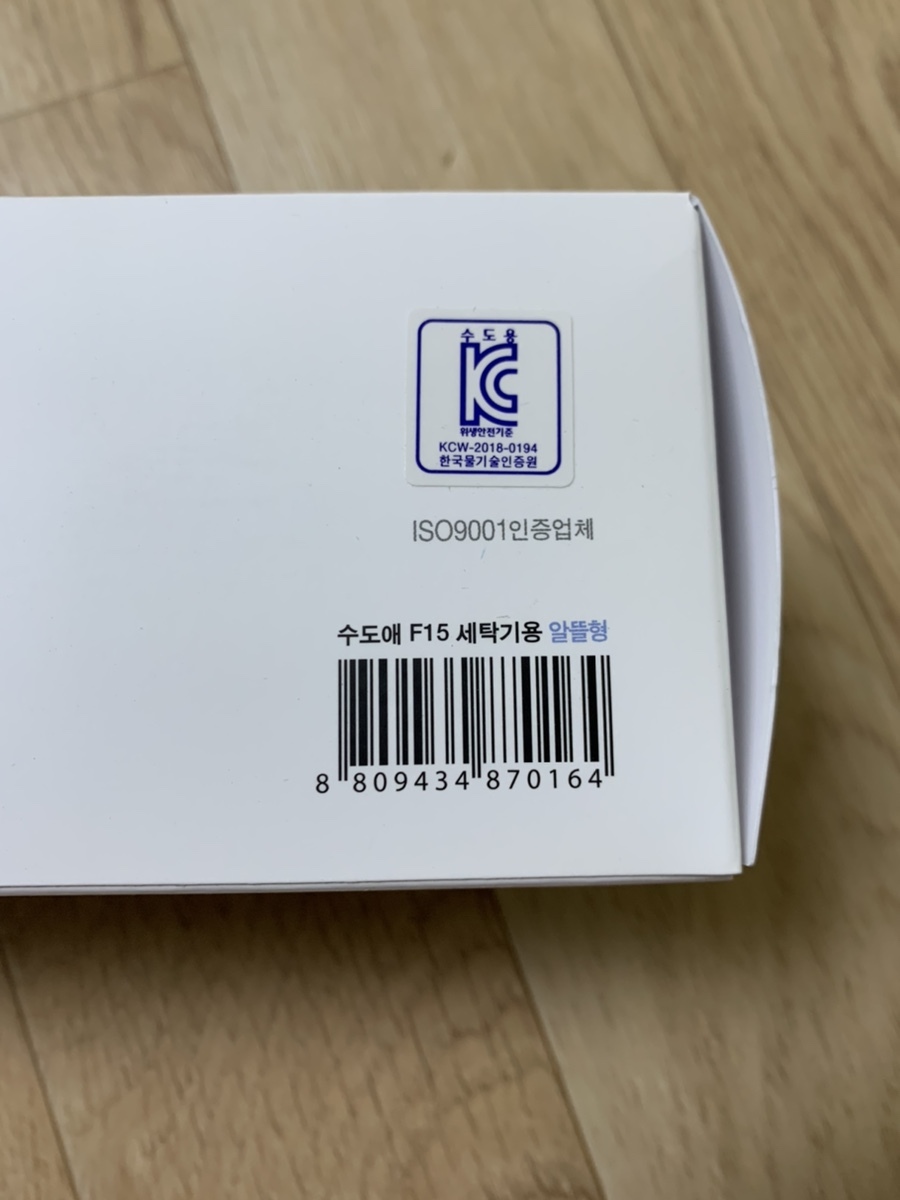 수도용
KC
위생안전기준
KCW-2018-0194
한국물기술인증원
ISO9001인증업체
수도애 F15 세탁기용 알뜰형
8 809434 870164